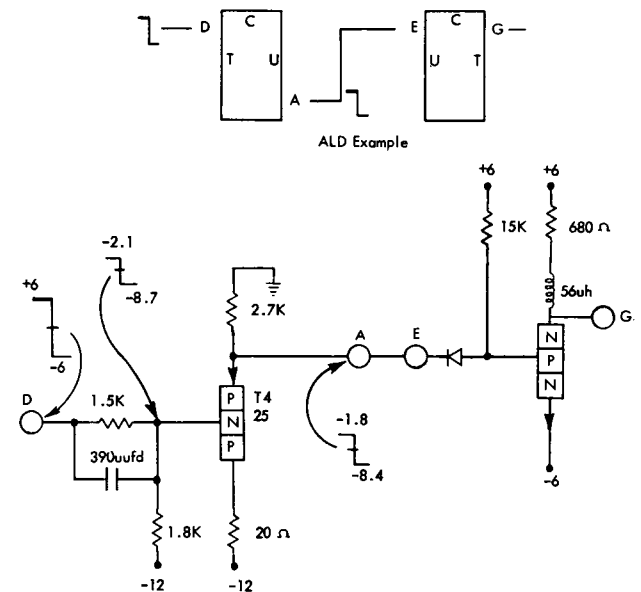 D
C
T
U
A
E
C
U
T
G
ALD Example
+6
+6
15K
680 Ω
56uh
G
N
P
N
-6
-2.1
-8.7
+6
-6
2.7K
A
E
D
1.5K
390uufd
1.8K
-12
P
N
P
T4
25
20 Ω
-12
-1.8
-8.4